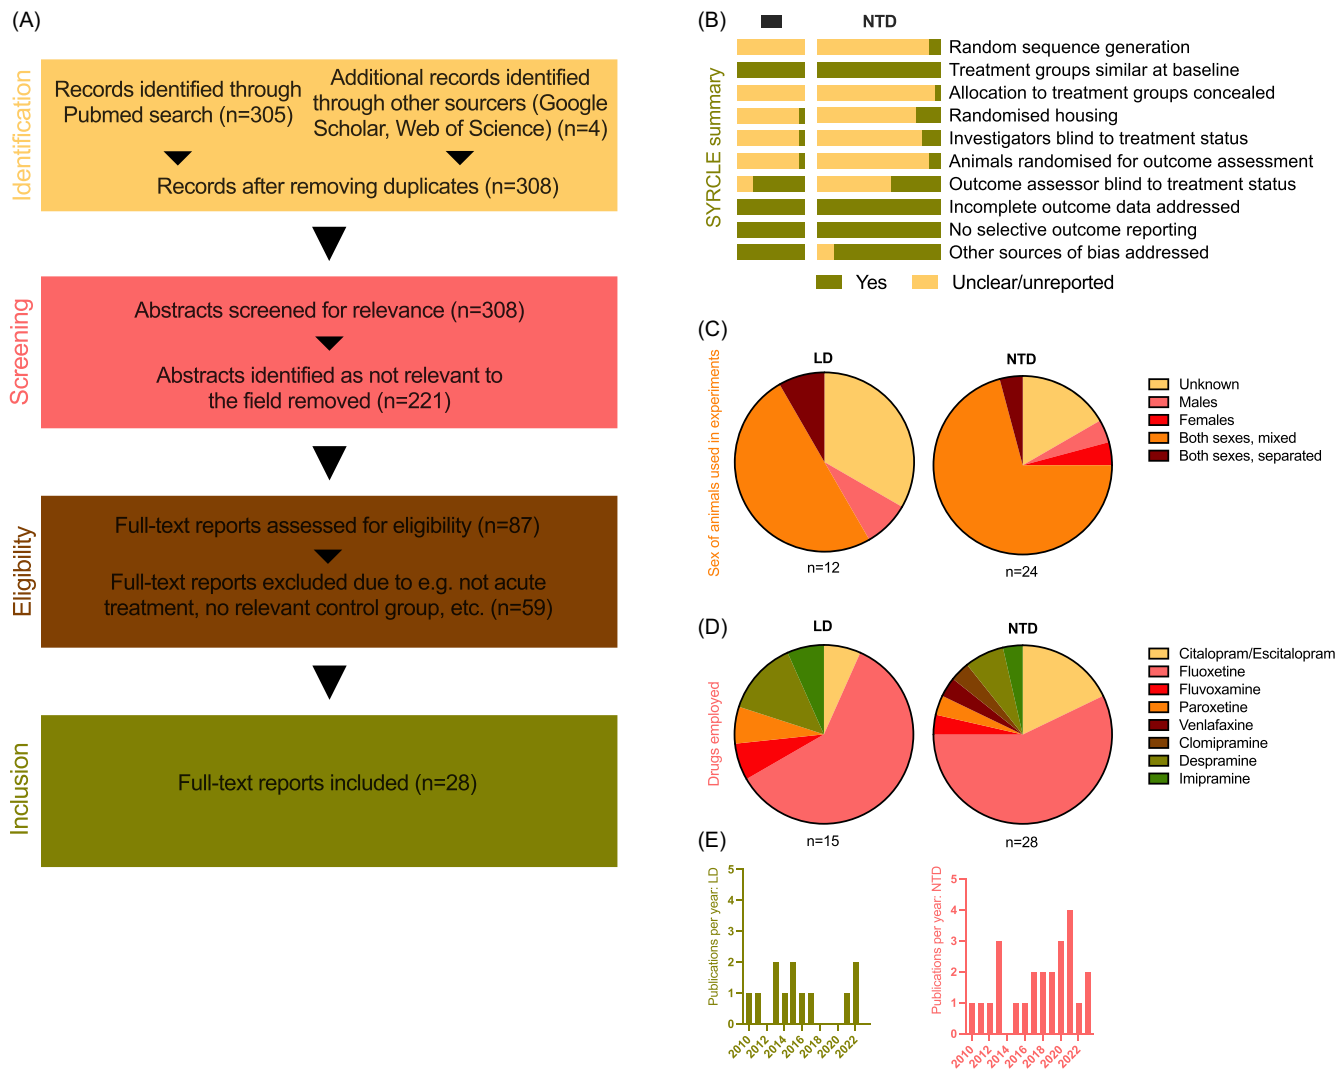 (A)
Identification
Records identified through
Pubmed search (n=305)
Additional records identified
through other sourcers (Google
Scholar, Web of Science) (n=4)
Records after removing duplicates (n=308)
Screening
Abstracts screened for relevance (n=308)
Abstracts identified as not relevant to
the field removed (n=221)
Eligibility
Full-text reports assessed for eligibility (n=87)
Full-text reports excluded due to e.g. not acute
treatment, no relevant control group, etc. (n=59)
Inclusion
Full-text reports included (n=28)
(B)
NTD
SYRCLE summary
Random sequence generation
Treatment groups similar at baseline
Allocation to treatment groups concealed
Randomised housing
Investigators blind to treatment status
Animals randomised for outcome assessment
Outcome assessor blind to treatment status
Incomplete outcome data addressed
No selective outcome reporting
Other sources of bias addressed
Yes
Unclear/unreported
(C)
Sex of animals used in experiments
LD
n=12
NTD
n=24
Unknown
Males
Females
Both sexes, mixed
Both sexes, separated
(D)
Drugs employed
LD
n=15
NTD
n=28
Citalopram/Escitalopram
Fluoxetine
Fluvoxamine
Paroxetine
Venlafaxine
Clomipramine
Despramine
Imipramine
(E)
Publications per year: LD
5
4
3
2
1
0
2010
2012
2014
2016
2018
2020
2022
Publications per year: NTD
5
4
3
2
1
0
2010
2012
2014
2016
2018
2020
2022